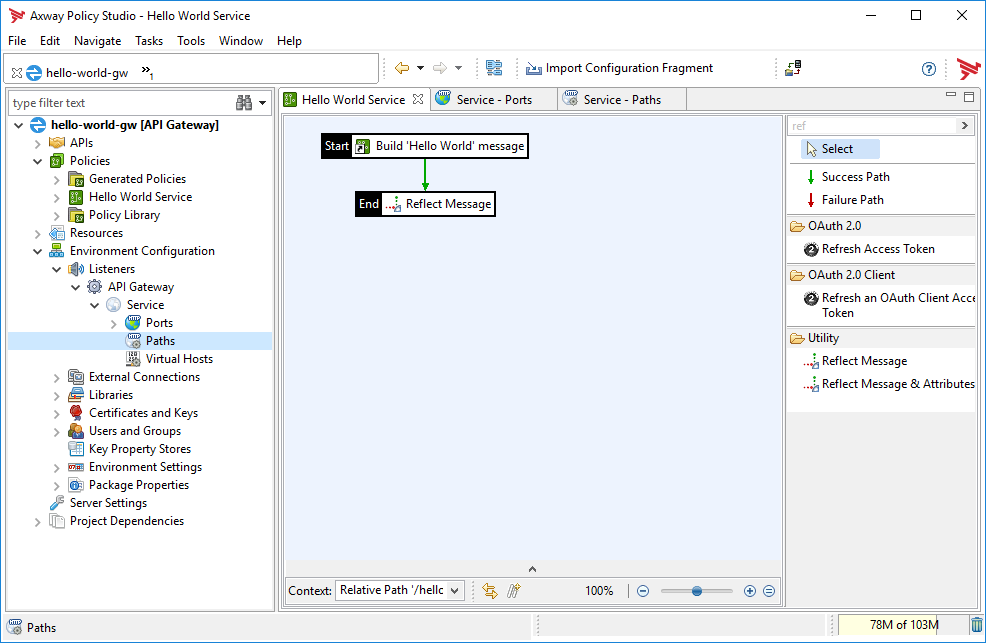 Axway Policy Studio - Hello World Service
File Edit Navigate Tasks Tools Window Help
hello-world-gw
»1
Import Configuration Fragment
type filter text
hello-world-gw [API Gateway]
APIs
Policies
Generated Policies
Hello World Service
Policy Library
Resources
Environment Configuration
Listeners
API Gateway
Service
Ports
Paths
Virtual Hosts
External Connections
Libraries
Certificates and Keys
Users and Groups
Key Property Stores
Environment Settings
Package Properties
Server Settings
Project Dependencies
Hello World Service
Service - Ports
Service - Paths
Start Build 'Hello World' message
End Reflect Message
Context: Relative Path '/hellc
100%
ref
Select
Success Path
Failure Path
OAuth 2.0
Refresh Access Token
OAuth 2.0 Client
Refresh an OAuth Client Acce
Token
Utility
Reflect Message
Reflect Message & Attributes
Paths
78M of 103M